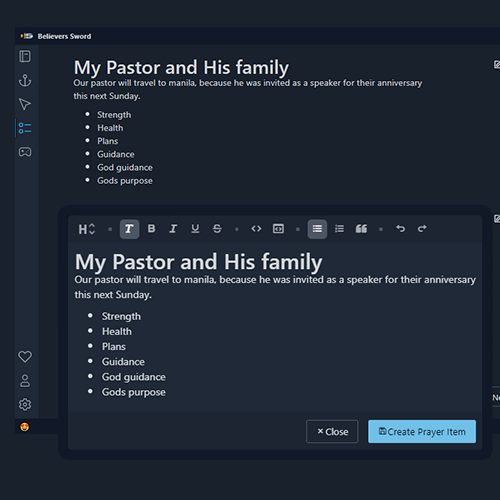 Believers Sword
My Pastor and His family
Our pastor will travel to manila, because he was invited as a speaker for their anniversary
this next Sunday.
Strength
Health
Plans
Guidance
God guidance
Gods purpose
H T B I U S
My Pastor and His family
Our pastor will travel to manila, because he was invited as a speaker for their anniversary
this next Sunday.
Strength
Health
Plans
Guidance
God guidance
Gods purpose
× Close
Create Prayer Item